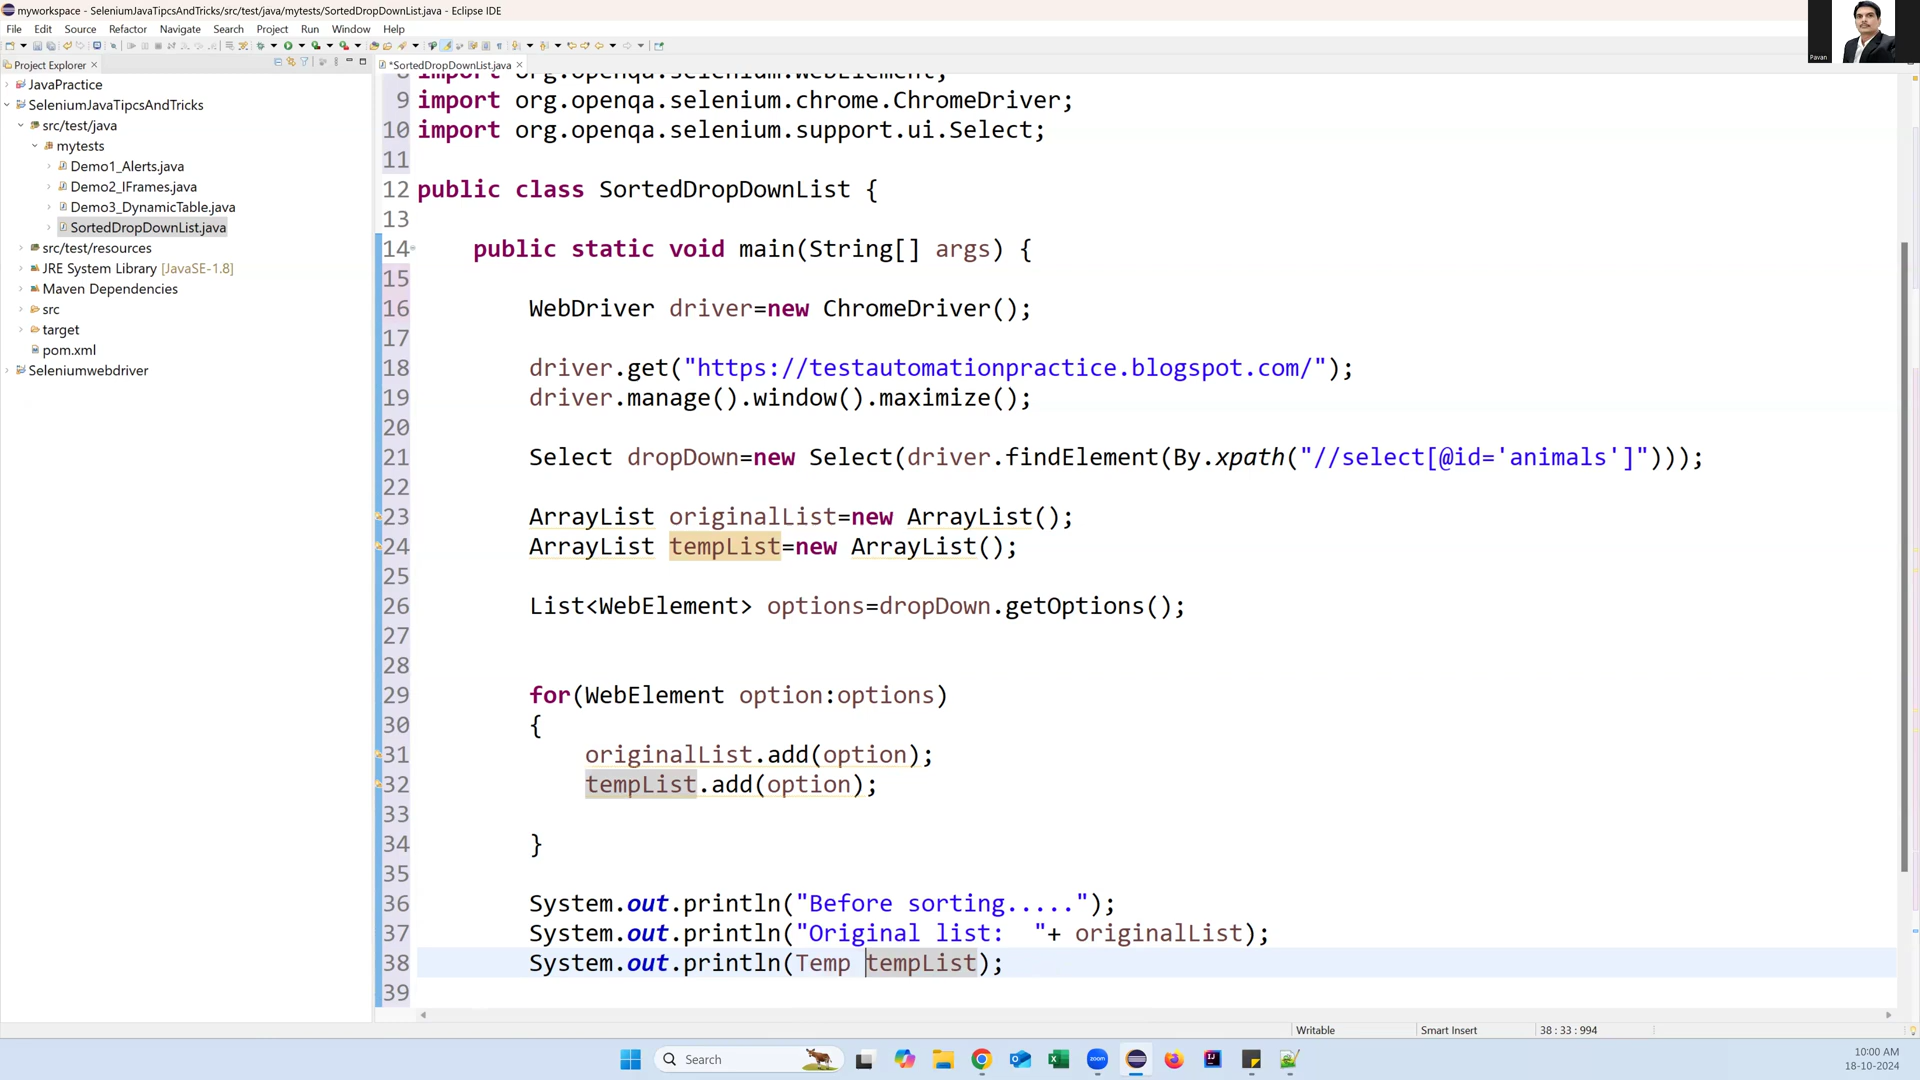 myworkspace - SeleniumJavaTipcsAndTricks/src/test/java/mytests/SortedDropDownList.java - Eclipse IDE
File Edit Source Refactor Navigate Search Project Run Window Help
Project Explorer
JavaPractice
SeleniumJavaTipcsAndTricks
src/test/java
mytests
Demo1_Alerts.java
Demo2_IFrames.java
Demo3_DynamicTable.java
SortedDropDownList.java
src/test/resources
JRE System Library [JavaSE-1.8]
Maven Dependencies
src
target
pom.xml
Seleniumwebdriver
*SortedDropDownList.java
8 import org.openqa.selenium.WebElement;
9 import org.openqa.selenium.chrome.ChromeDriver;
10 import org.openqa.selenium.support.ui.Select;
11
12 public class SortedDropDownList {
13
14 public static void main(String[] args) {
15
16 WebDriver driver=new ChromeDriver();
17
18 driver.get("https://testautomationpractice.blogspot.com/");
19 driver.manage().window().maximize();
20
21 Select dropDown=new Select(driver.findElement(By.xpath("//select[@id='animals']")));
22
23 ArrayList originalList=new ArrayList();
24 ArrayList tempList=new ArrayList();
25
26 List<WebElement> options=dropDown.getOptions();
27
28
29 for(WebElement option:options)
30 {
31 originalList.add(option);
32 tempList.add(option);
33
34 }
35
36 System.out.println("Before sorting.....");
37 System.out.println("Original list:  "+ originalList);
38 System.out.println(Temp tempList);
39
Pavan
Writable Smart Insert 38 : 33 : 994
Search
zoom
10:00 AM
18-10-2024